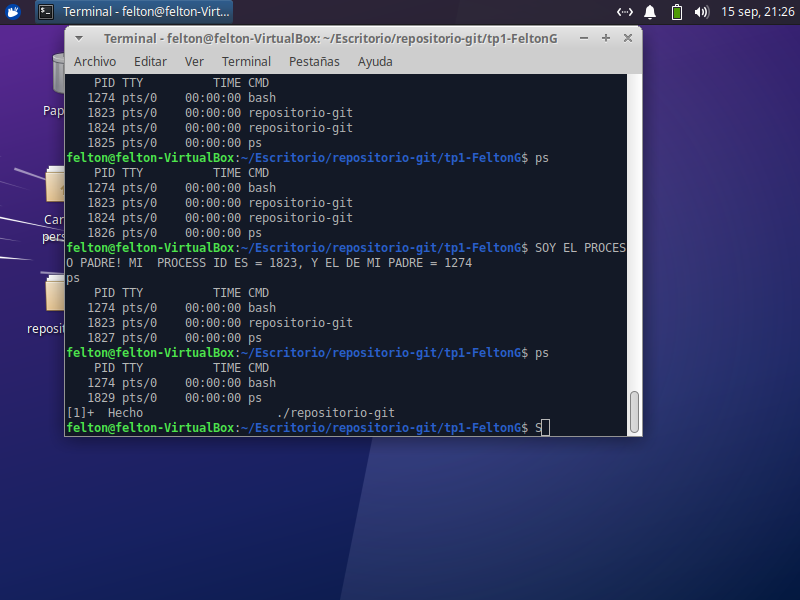 Terminal - felton@felton-Virt...
15 sep, 21:26
Terminal - felton@felton-VirtualBox: ~/Escritorio/repositorio-git/tp1-FeltonG
Archivo Editar Ver Terminal Pestañas Ayuda
PID TTY TIME CMD
1274 pts/0 00:00:00 bash
1823 pts/0 00:00:00 repositorio-git
1824 pts/0 00:00:00 repositorio-git
1825 pts/0 00:00:00 ps
felton@felton-VirtualBox:~/Escritorio/repositorio-git/tp1-FeltonG$ ps
PID TTY TIME CMD
1274 pts/0 00:00:00 bash
1823 pts/0 00:00:00 repositorio-git
1824 pts/0 00:00:00 repositorio-git
1826 pts/0 00:00:00 ps
felton@felton-VirtualBox:~/Escritorio/repositorio-git/tp1-FeltonG$ SOY EL PROCES
O PADRE! MI  PROCESS ID ES = 1823, Y EL DE MI PADRE = 1274
ps
PID TTY TIME CMD
1274 pts/0 00:00:00 bash
1823 pts/0 00:00:00 repositorio-git
1827 pts/0 00:00:00 ps
felton@felton-VirtualBox:~/Escritorio/repositorio-git/tp1-FeltonG$ ps
PID TTY TIME CMD
1274 pts/0 00:00:00 bash
1829 pts/0 00:00:00 ps
[1]+  Hecho ./repositorio-git
felton@felton-VirtualBox:~/Escritorio/repositorio-git/tp1-FeltonG$ S
Pap
Car
pers
reposit